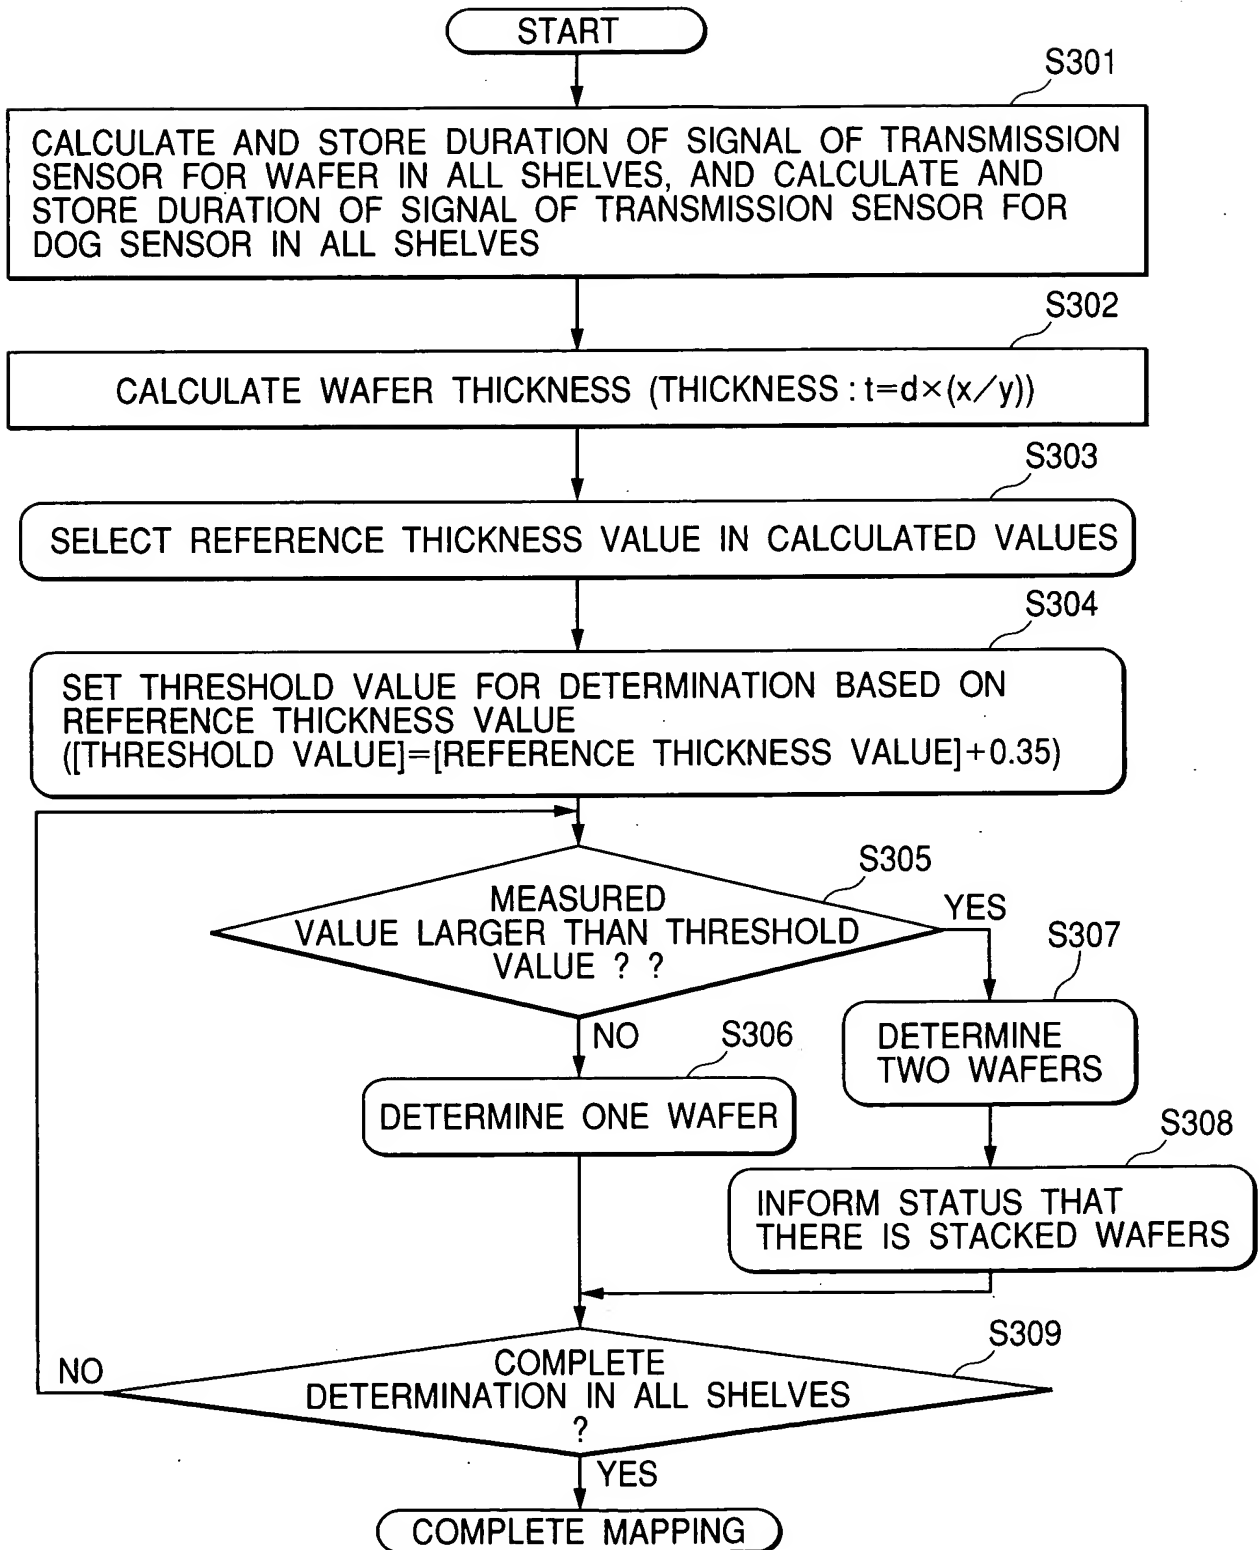 START
S301
CALCULATE AND STORE DURATION OF SIGNAL OF TRANSMISSION
SENSOR FOR WAFER IN ALL SHELVES, AND CALCULATE AND
STORE DURATION OF SIGNAL OF TRANSMISSION SENSOR FOR
DOG SENSOR IN ALL SHELVES
S302
CALCULATE WAFER THICKNESS (THICKNESS : t=d×(x/y))
S303
SELECT REFERENCE THICKNESS VALUE IN CALCULATED VALUES
S304
SET THRESHOLD VALUE FOR DETERMINATION BASED ON
REFERENCE THICKNESS VALUE
([THRESHOLD VALUE]=[REFERENCE THICKNESS VALUE]+0.35)
S305
MEASURED
VALUE LARGER THAN THRESHOLD
VALUE ? ?
YES
S307
DETERMINE
TWO WAFERS
NO
S306
DETERMINE ONE WAFER
S308
INFORM STATUS THAT
THERE IS STACKED WAFERS
S309
COMPLETE
DETERMINATION IN ALL SHELVES
?
NO
YES
COMPLETE MAPPING